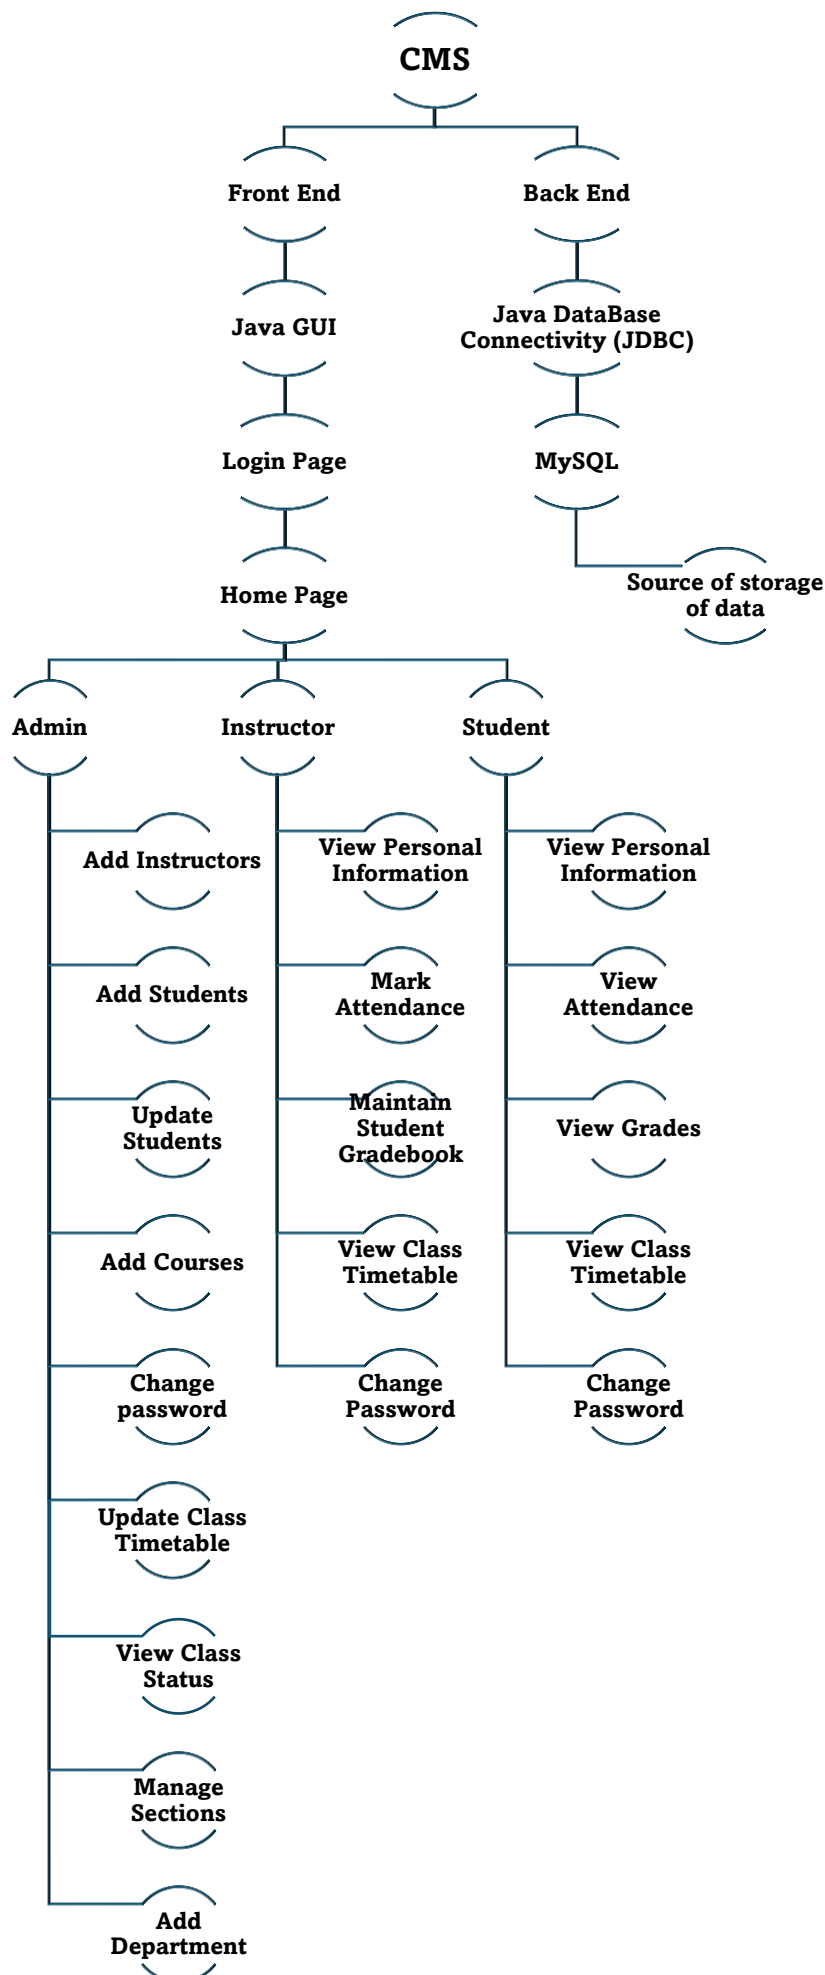 CMS
Front End
Back End
Java GUI
Java DataBase
Connectivity (JDBC)
Login Page
MySQL
Home Page
Source of storage
of data
Admin
Instructor
Student
Add Instructors
View Personal
Information
View Personal
Information
Add Students
Mark
Attendance
View
Attendance
Update
Students
Maintain
Student
Gradebook
View Grades
Add Courses
View Class
Timetable
View Class
Timetable
Change
password
Change
Password
Change
Password
Update Class
Timetable
View Class
Status
Manage
Sections
Add
Department